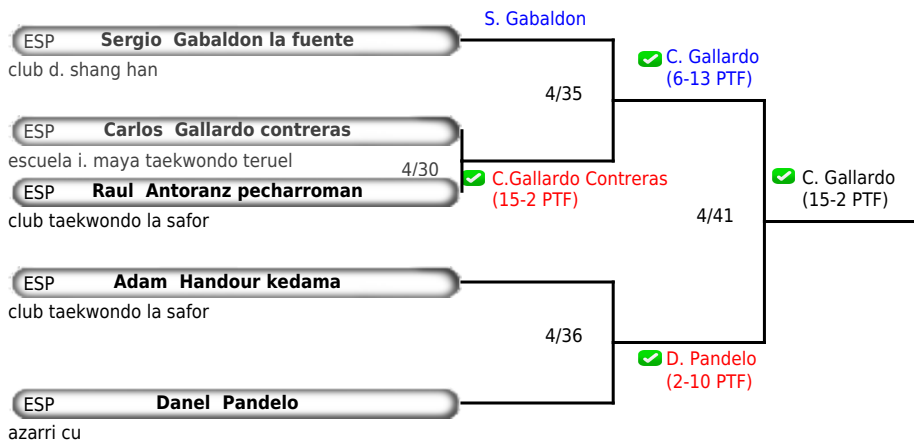 S. Gabaldon
ESP Sergio Gabaldon la fuente
club d. shang han
C. Gallardo
(6-13 PTF)
4/35
ESP Carlos Gallardo contreras
escuela i. maya taekwondo teruel
4/30
ESP Raul Antoranz pecharroman
club taekwondo la safor
C.Gallardo Contreras
(15-2 PTF)
C. Gallardo
(15-2 PTF)
4/41
ESP Adam Handour kedama
club taekwondo la safor
4/36
D. Pandelo
(2-10 PTF)
ESP Danel Pandelo
azarri cu